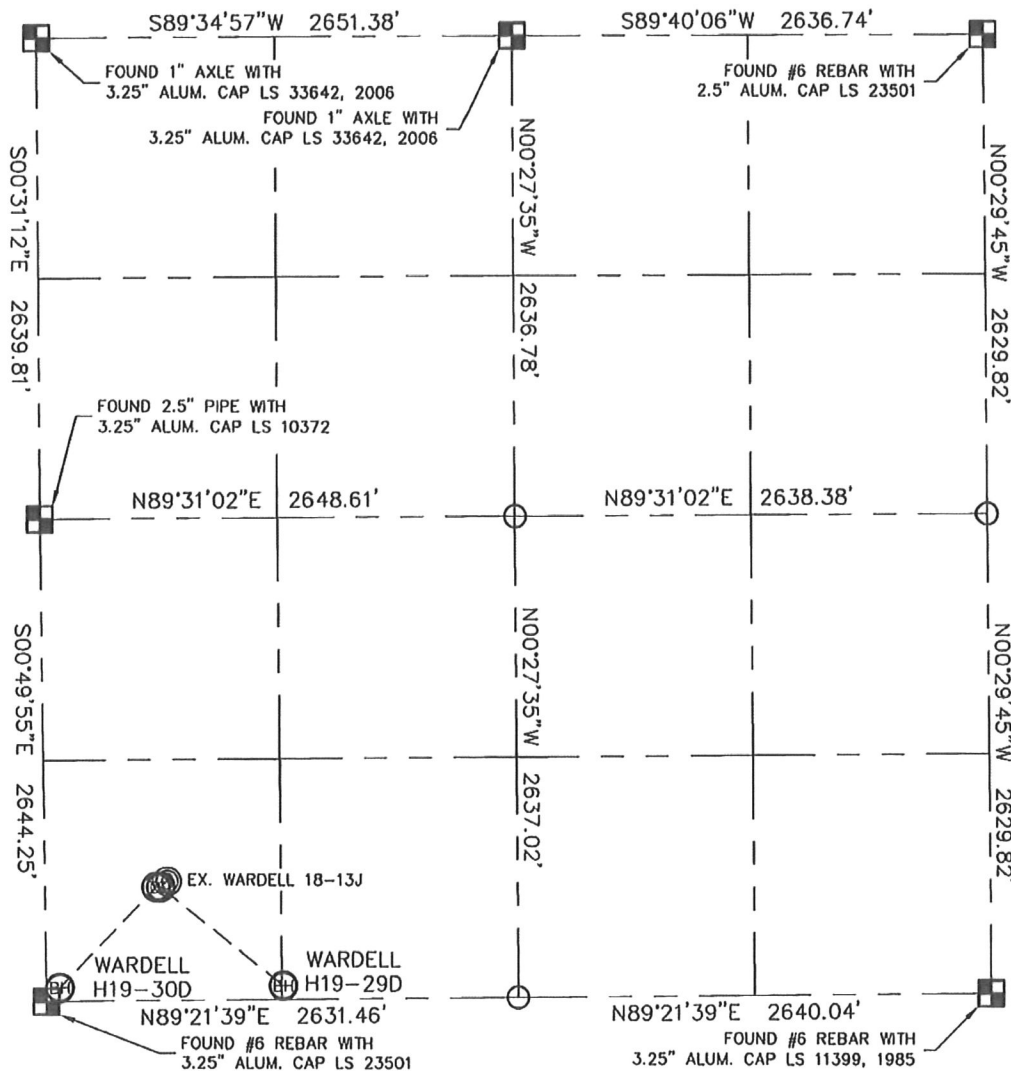 S89°34'57"W 2651.38'
S89°40'06"W 2636.74'
FOUND 1" AXLE WITH
3.25" ALUM. CAP LS 33642, 2006
FOUND 1" AXLE WITH
3.25" ALUM. CAP LS 33642, 2006
FOUND #6 REBAR WITH
2.5" ALUM. CAP LS 23501
S00°31'12"E 2639.81'
N00°27'35"W 2636.78'
N00°29'45"W 2629.82'
FOUND 2.5" PIPE WITH
3.25" ALUM. CAP LS 10372
N89°31'02"E 2648.61'
N89°31'02"E 2638.38'
S00°49'55"E 2644.25'
N00°27'35"W 2637.02'
N00°29'45"W 2629.82'
EX. WARDELL 18-13J
BH
WARDELL
H19-30D
BH
WARDELL
H19-29D
N89°21'39"E 2631.46'
N89°21'39"E 2640.04'
FOUND #6 REBAR WITH
3.25" ALUM. CAP LS 23501
FOUND #6 REBAR WITH
3.25" ALUM. CAP LS 11399, 1985